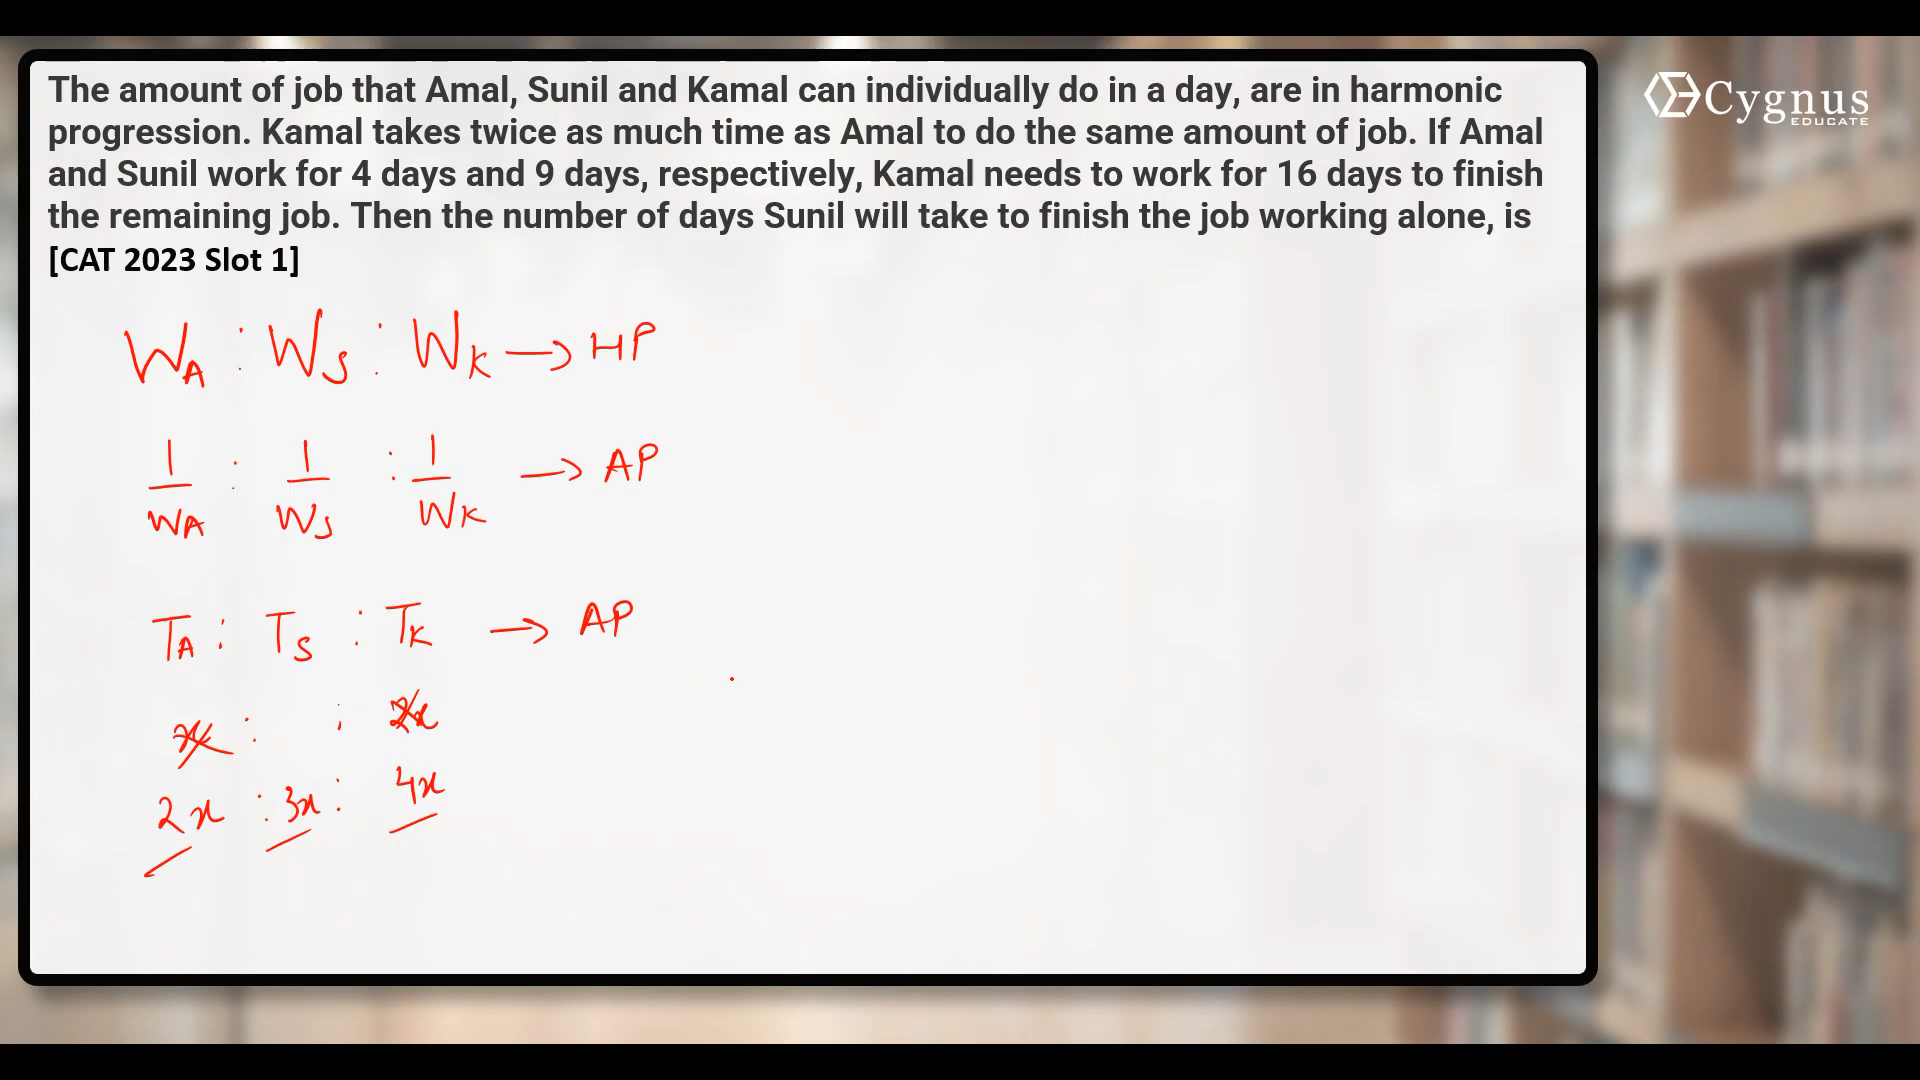 The amount of job that Amal, Sunil and Kamal can individually do in a day, are in harmonic
progression. Kamal takes twice as much time as Amal to do the same amount of job. If Amal
and Sunil work for 4 days and 9 days, respectively, Kamal needs to work for 16 days to finish
the remaining job. Then the number of days Sunil will take to finish the job working alone, is
[CAT 2023 Slot 1]
Cygnus
EDUCATE
W_A : W_S : W_K → HP
1/W_A : 1/W_S : 1/W_K → AP
T_A : T_S : T_K → AP
x : : 2x
2x : 3x : 4x